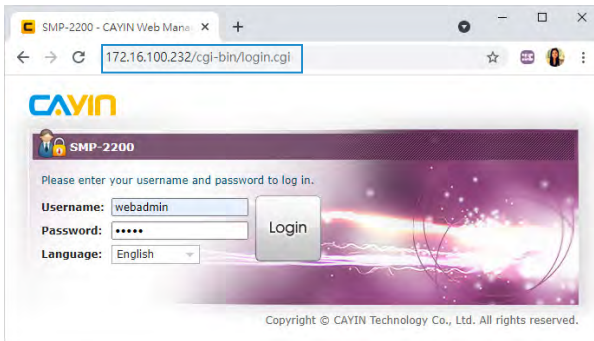 SMP-2200 - CAYIN Web Mana
172.16.100.232/cgi-bin/login.cgi
CAYIN
SMP-2200
Please enter your username and password to log in.
Username: webadmin
Password: •••••
Login
Language: English
Copyright © CAYIN Technology Co., Ltd. All rights reserved.